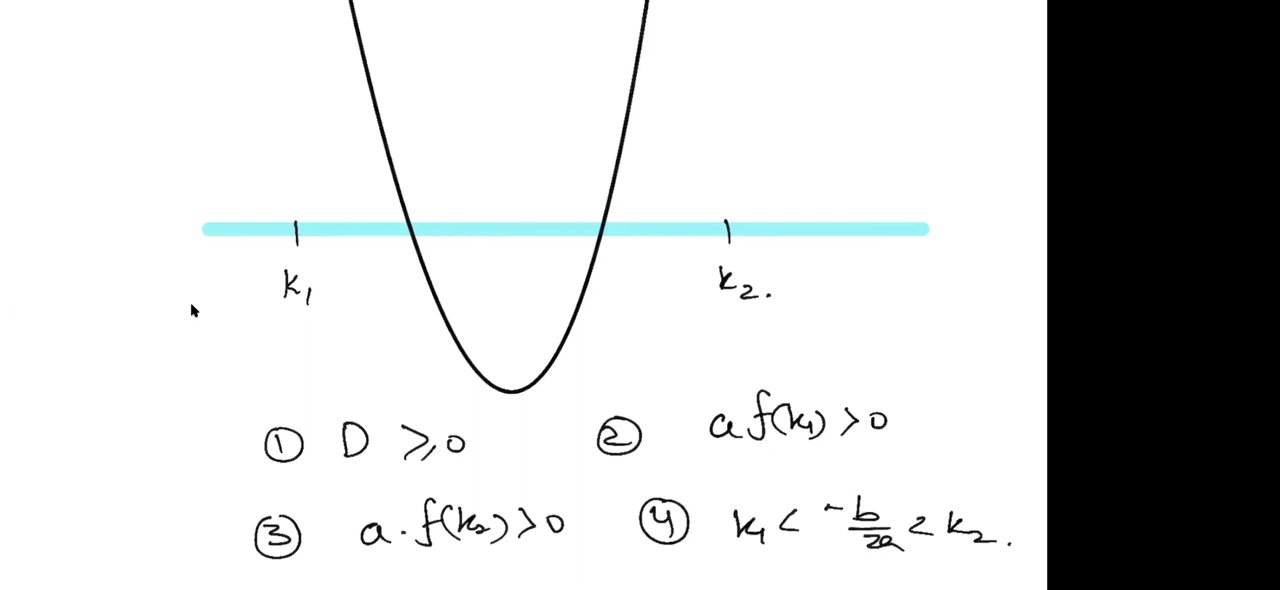 k₁ k₂.
① D ⩾ 0 ② a f(k₁) > 0
③ a . f(k₂) > 0 ④ k₁ < -b/2a < k₂ .